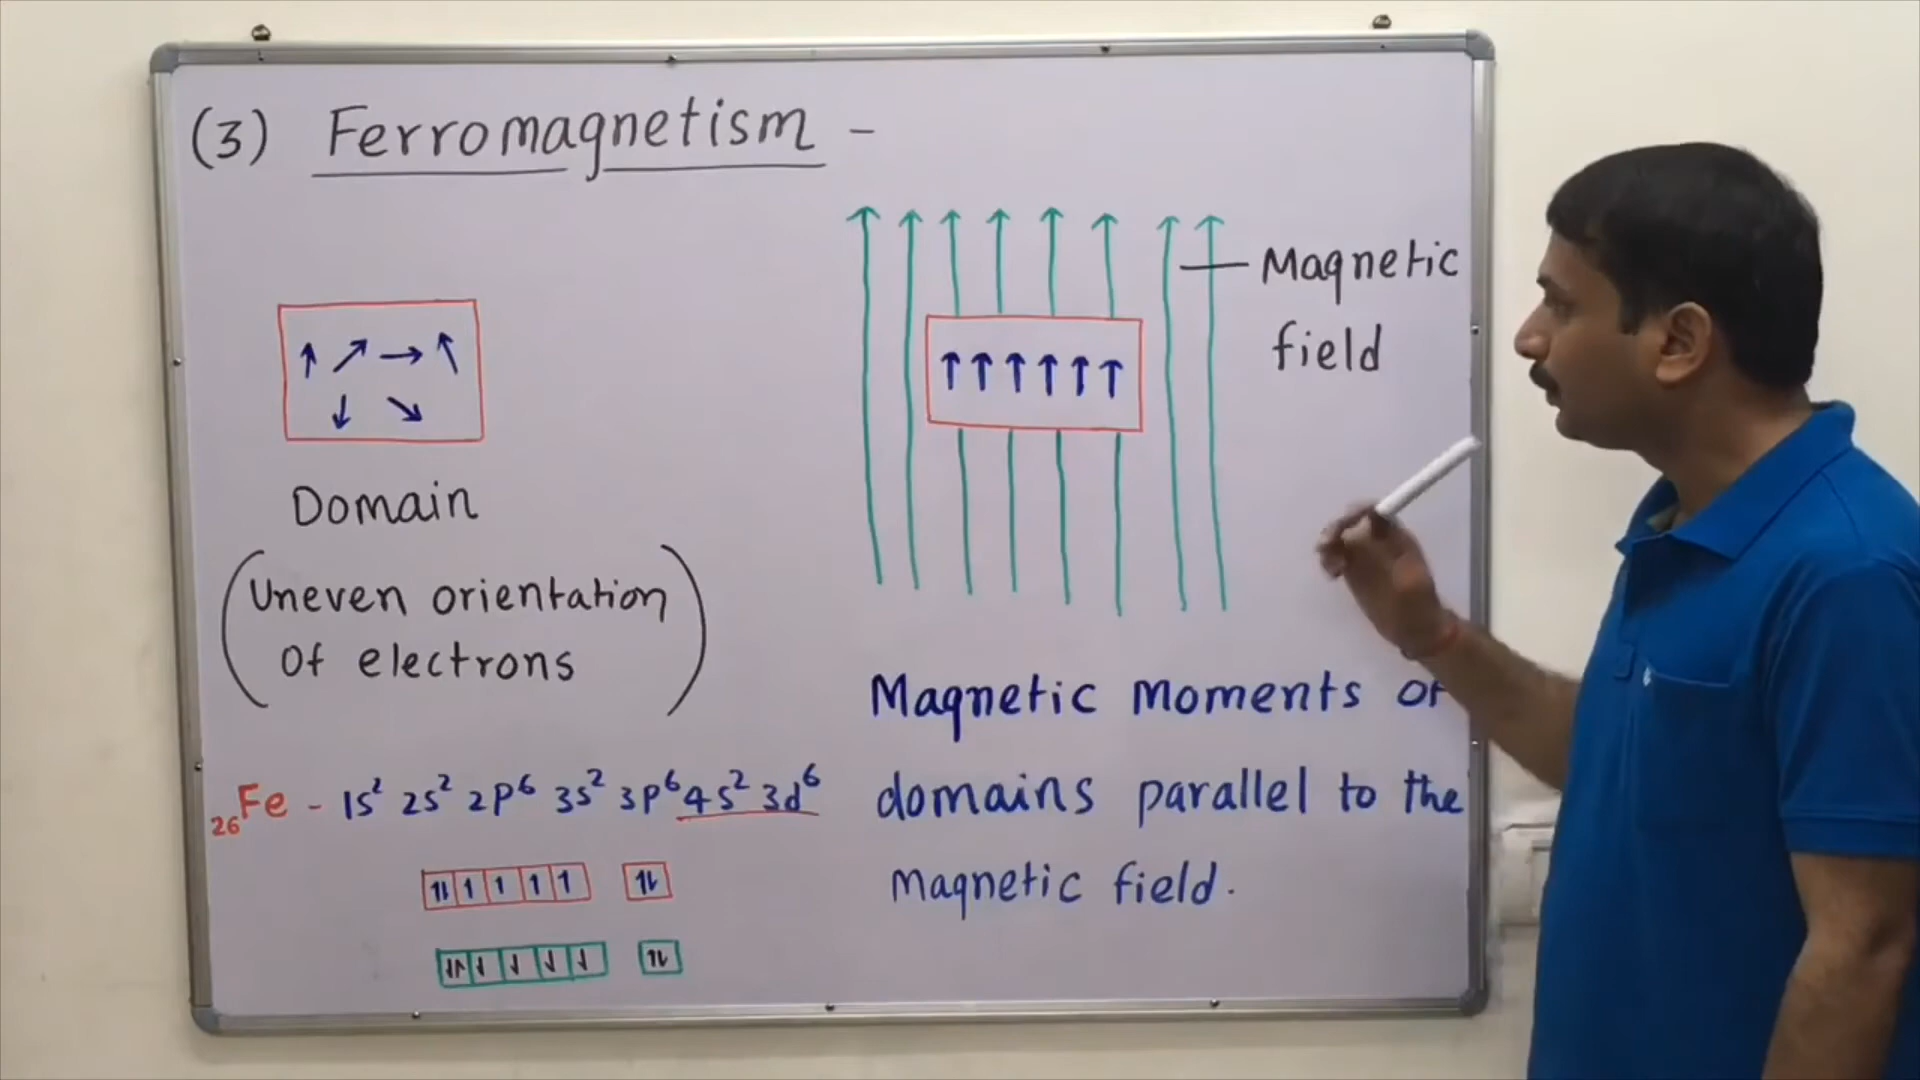 (3) Ferromagnetism -
Magnetic
field
Domain
(Uneven orientation
of electrons)
₂₆Fe - 1s² 2s² 2p⁶ 3s² 3p⁶ 4s² 3d⁶
Magnetic moments of
domains parallel to the
magnetic field.